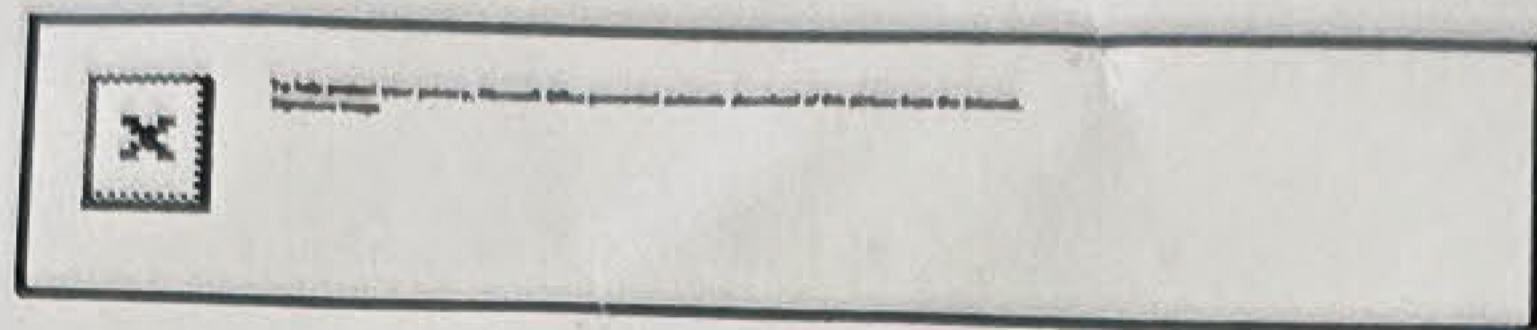 To help protect your privacy, Microsoft Office prevented automatic download of this picture from the Internet.
Signature image